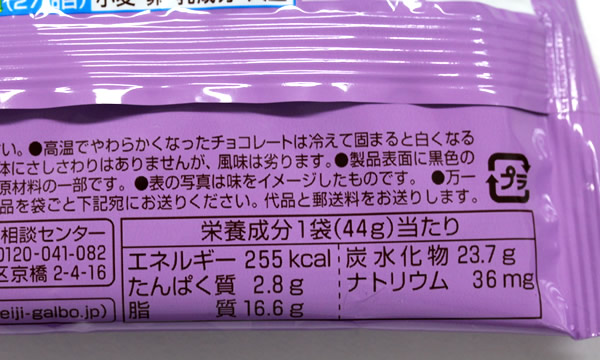 い。●高温でやわらかくなったチョコレートは冷えて固まると白くなる
体にさしさわりはありませんが、風味は劣ります。●製品表面に黒色の
原材料の一部です。●表の写真は味をイメージしたものです。●万一
品を袋ごと下記宛にお送りください。代品と郵送料をお送りします。
プラ
相談センター
0120-041-082
区京橋 2-4-16
eiji-galbo.jp)
栄養成分1袋(44g)当たり
エネルギー 255 kcal
たんぱく質 2.8 g
脂質 16.6 g
炭水化物 23.7 g
ナトリウム 36 mg